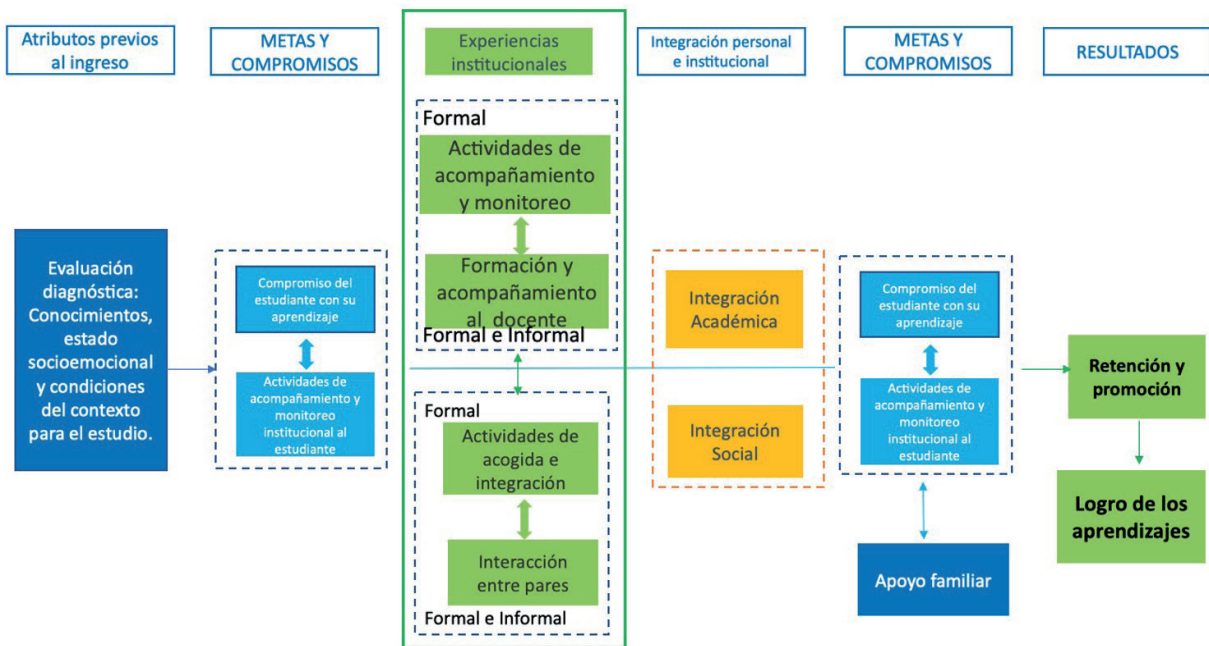 Atributos previos
al ingreso
METAS Y
COMPROMISOS
Experiencias
institucionales
Integración personal
e institucional
METAS Y
COMPROMISOS
RESULTADOS
Evaluación
diagnóstica:
Conocimientos,
estado
socioemocional
y condiciones
del contexto
para el estudio.
Compromiso del
estudiante con su
aprendizaje
Actividades de
acompañamiento y
monitoreo
institucional al
estudiante
Formal
Actividades de
acompañamiento
y monitoreo
Formación y
acompañamiento
al docente
Formal e Informal
Formal
Actividades de
acogida e
integración
Interacción
entre pares
Formal e Informal
Integración
Académica
Integración
Social
Compromiso del
estudiante con su
aprendizaje
Actividades de
acompañamiento y
monitoreo
institucional al
estudiante
Apoyo familiar
Retención y
promoción
Logro de los
aprendizajes